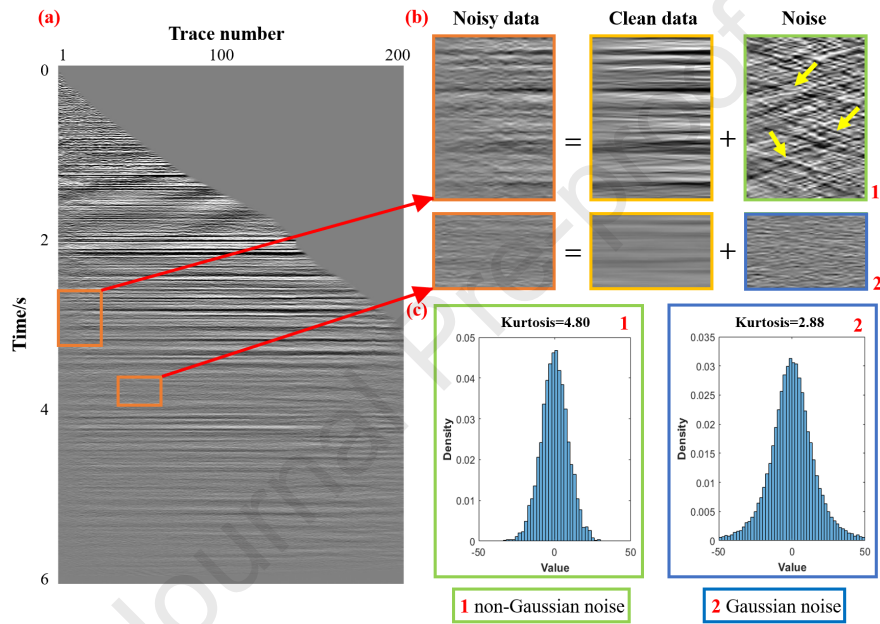 (a)
Trace number
1 100 200
0
2
Time/s
4
6
(b)
Noisy data Clean data Noise
= +
1
= +
2
(c)
Kurtosis=4.80 1
0.05
0.04
0.03
Density
0.02
0.01
0
-50 0 50
Value
Kurtosis=2.88 2
0.035
0.03
0.025
0.02
Density
0.015
0.01
0.005
0
-50 0 50
Value
1 non-Gaussian noise
2 Gaussian noise
Journal Pre-proof